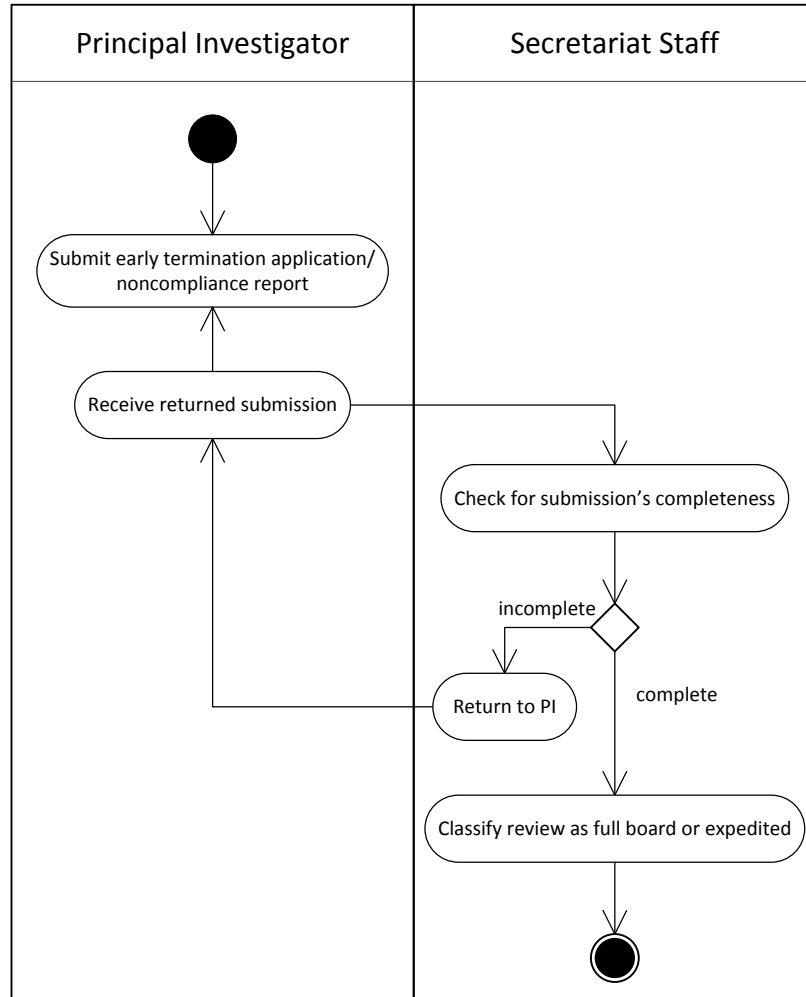 Principal Investigator
Secretariat Staff
Submit early termination application/
noncompliance report
Receive returned submission
Check for submission’s completeness
incomplete
Return to PI
complete
Classify review as full board or expedited